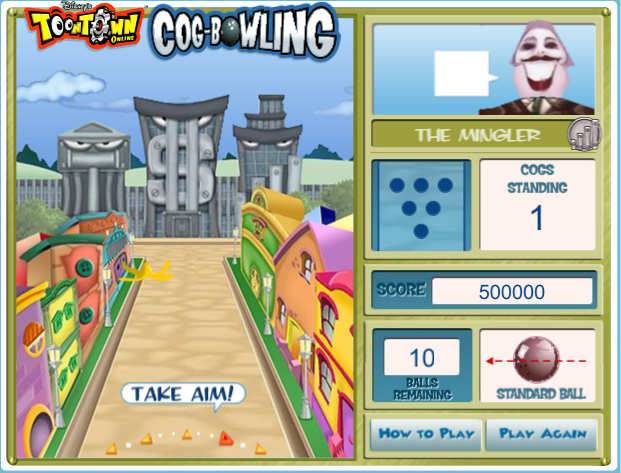 Disney's
TOONTOWN
ONLINE
COG-BOWLING
THE MINGLER
COGS
STANDING
1
SCORE
500000
10
BALLS
REMAINING
STANDARD BALL
TAKE AIM!
HOW TO PLAY
PLAY AGAIN